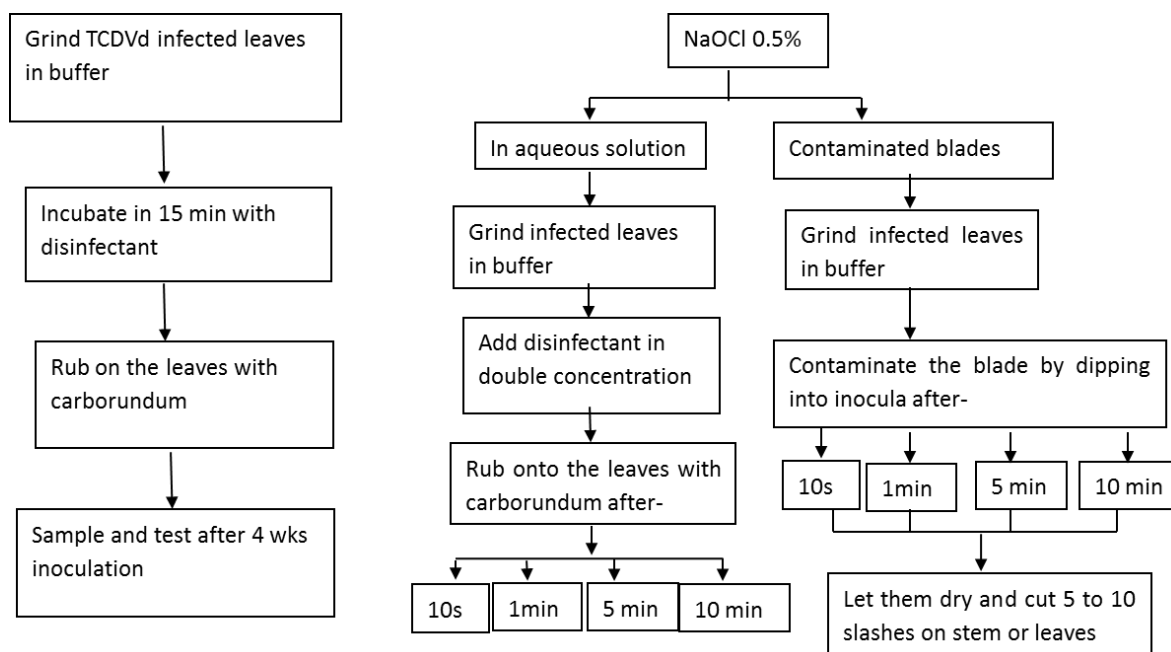 Grind TCDVd infected leaves
in buffer
Incubate in 15 min with
disinfectant
Rub on the leaves with
carborundum
Sample and test after 4 wks
inoculation
NaOCl 0.5%
In aqueous solution
Grind infected leaves
in buffer
Add disinfectant in
double concentration
Rub onto the leaves with
carborundum after-
10s
1min
5 min
10 min
Contaminated blades
Grind infected leaves
in buffer
Contaminate the blade by dipping
into inocula after-
10s
1min
5 min
10 min
Let them dry and cut 5 to 10
slashes on stem or leaves